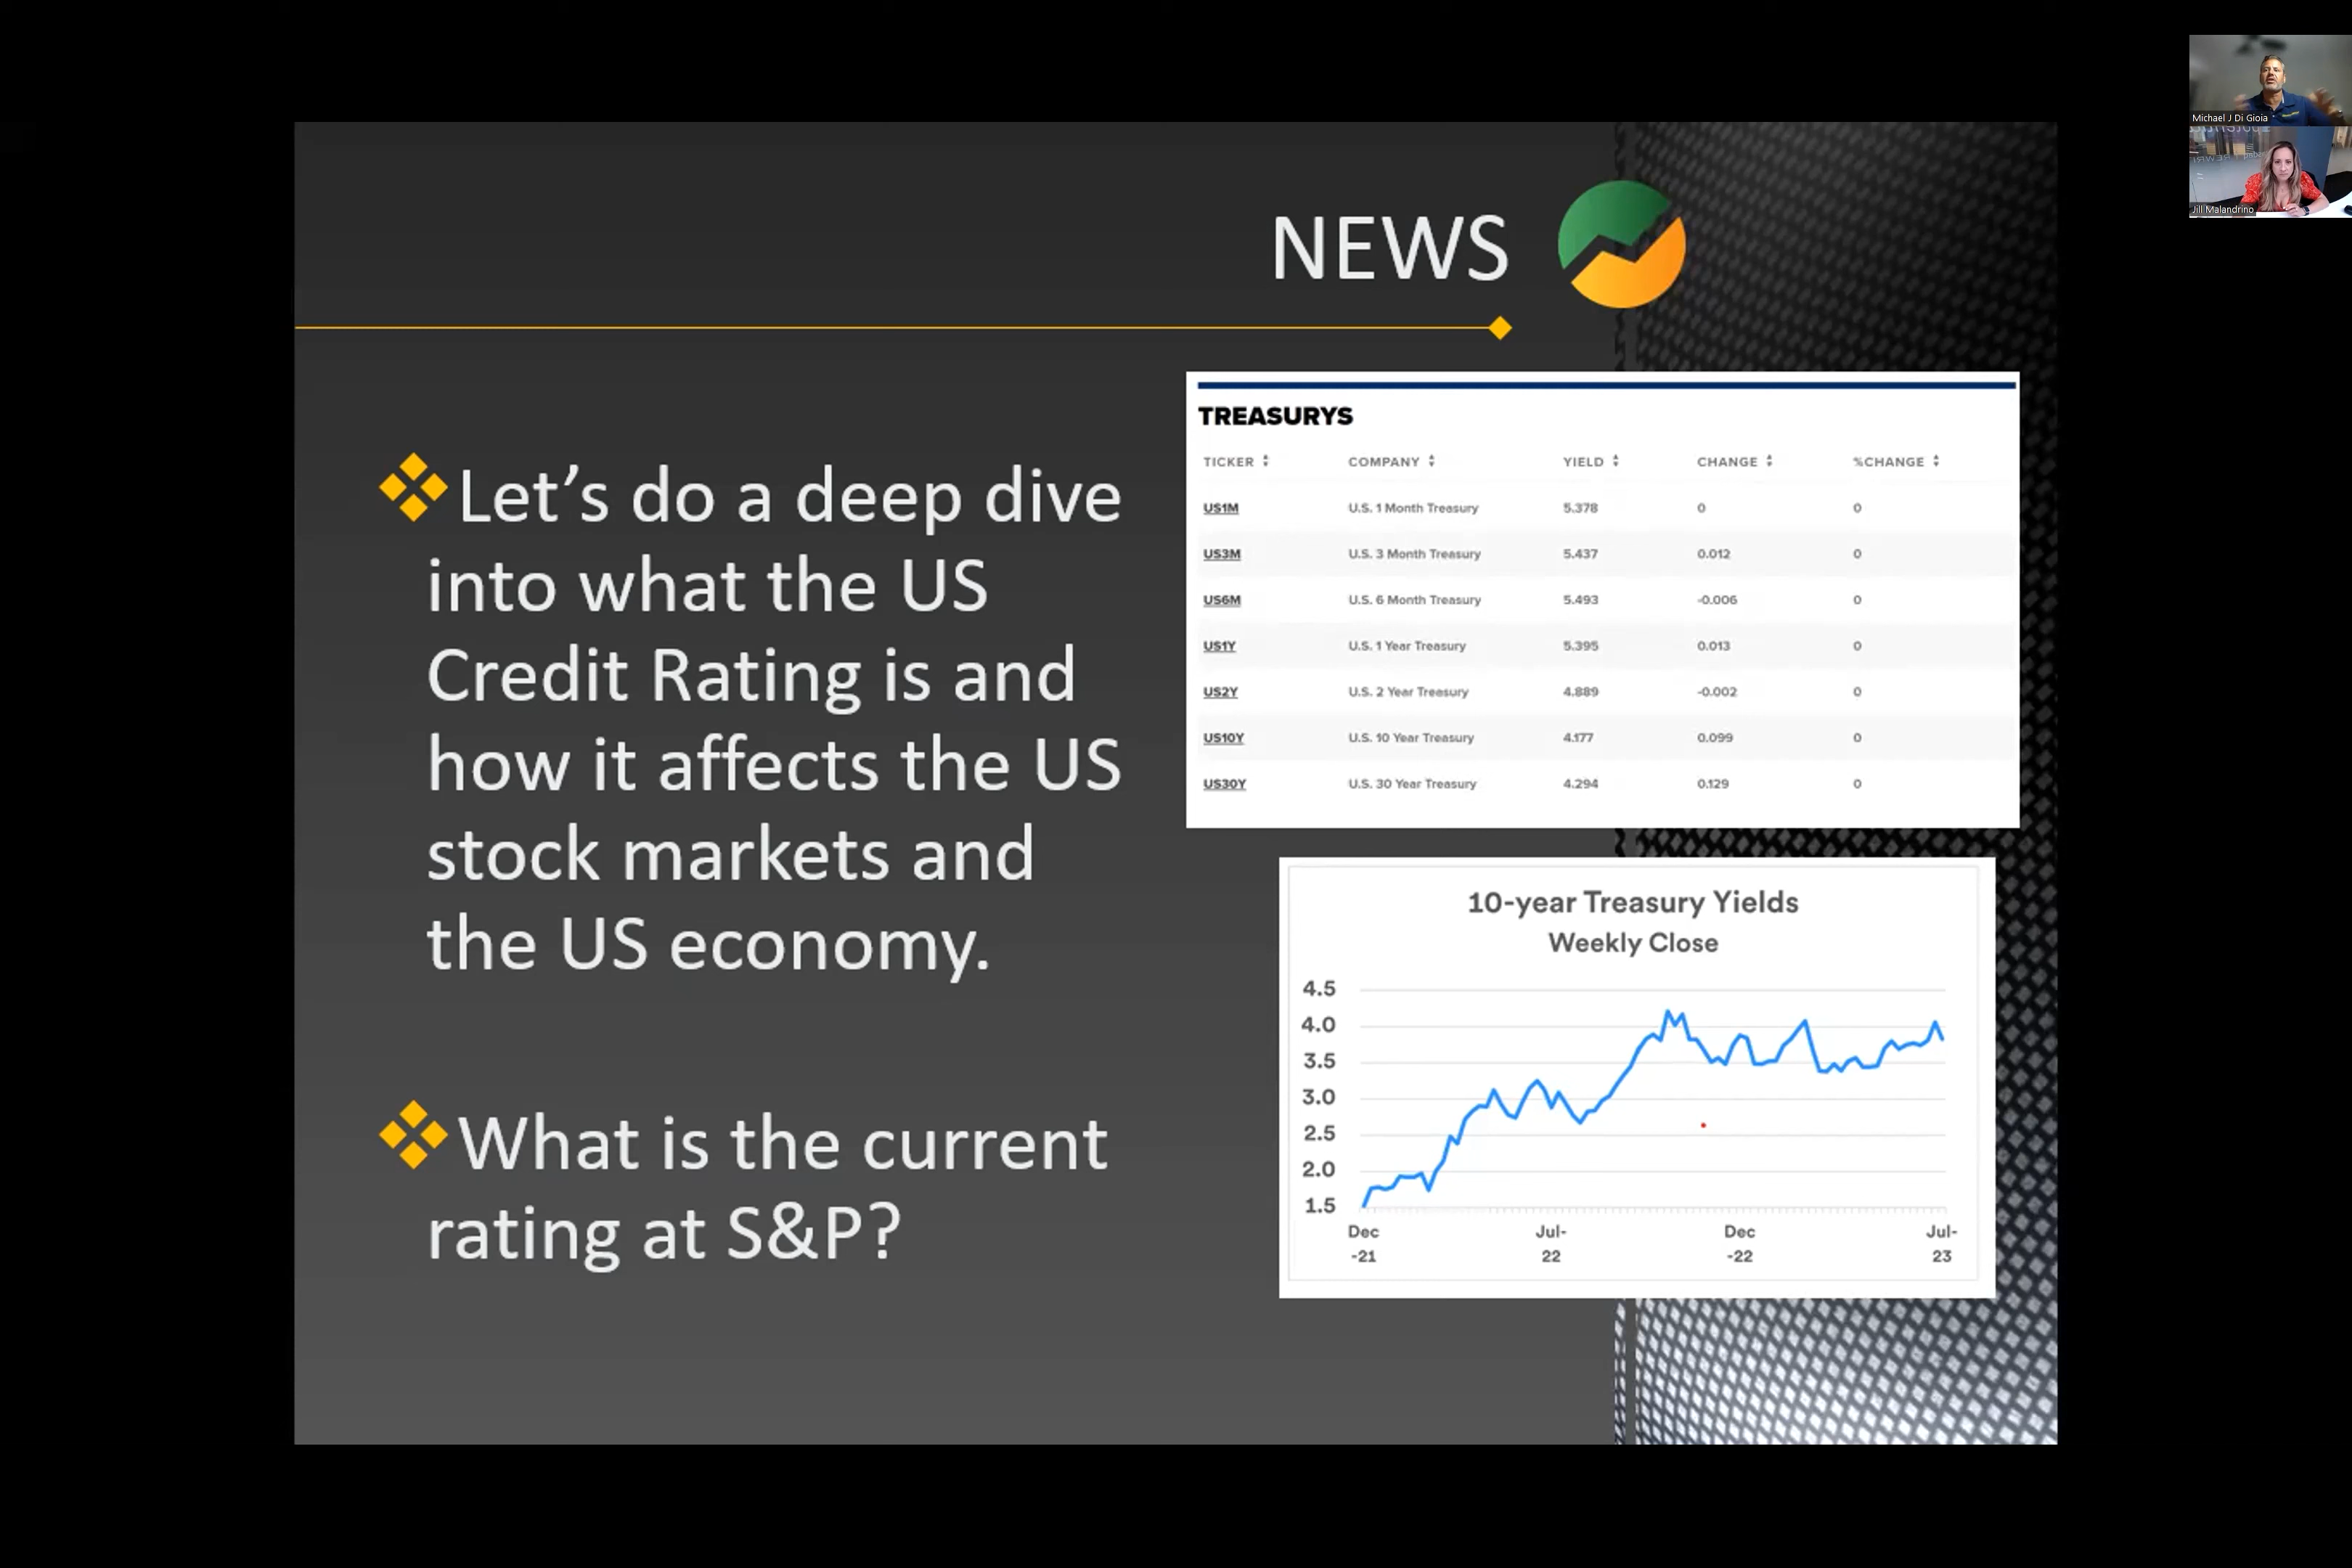 NEWS
Let's do a deep dive
into what the US
Credit Rating is and
how it affects the US
stock markets and
the US economy.
What is the current
rating at S&P?
TREASURYS
TICKER COMPANY YIELD CHANGE %CHANGE
US1M U.S. 1 Month Treasury 5.378 0 0
US3M U.S. 3 Month Treasury 5.437 0.012 0
US6M U.S. 6 Month Treasury 5.493 -0.006 0
US1Y U.S. 1 Year Treasury 5.395 0.013 0
US2Y U.S. 2 Year Treasury 4.889 -0.002 0
US10Y U.S. 10 Year Treasury 4.177 0.099 0
US30Y U.S. 30 Year Treasury 4.294 0.129 0
10-year Treasury Yields
Weekly Close
4.5
4.0
3.5
3.0
2.5
2.0
1.5
Dec Jul- Dec Jul-
-21 22 -22 23
Michael J Di Gioia
Jill Malandrino